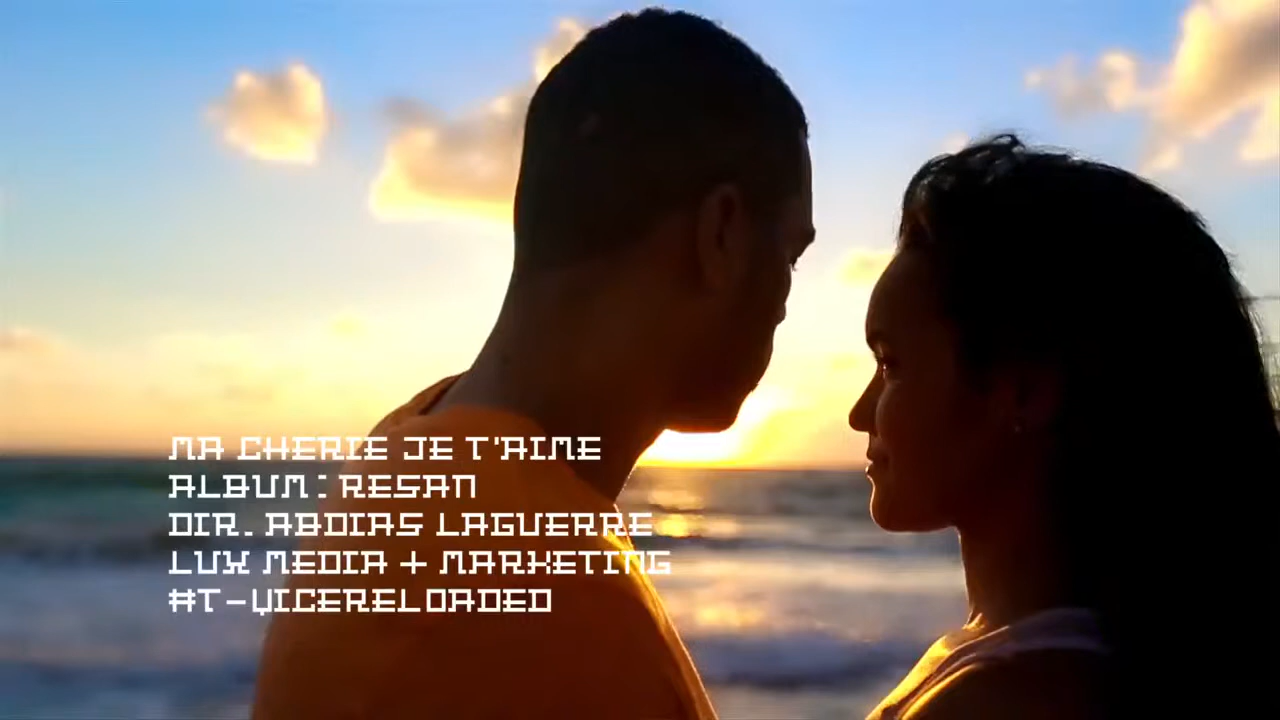 MA CHERIE JE T'AIME
ALBUM: RESAN
DIR. ABDIAS LAGUERRE
LUX MEDIA + MARKETING
#T-VICERELOADED